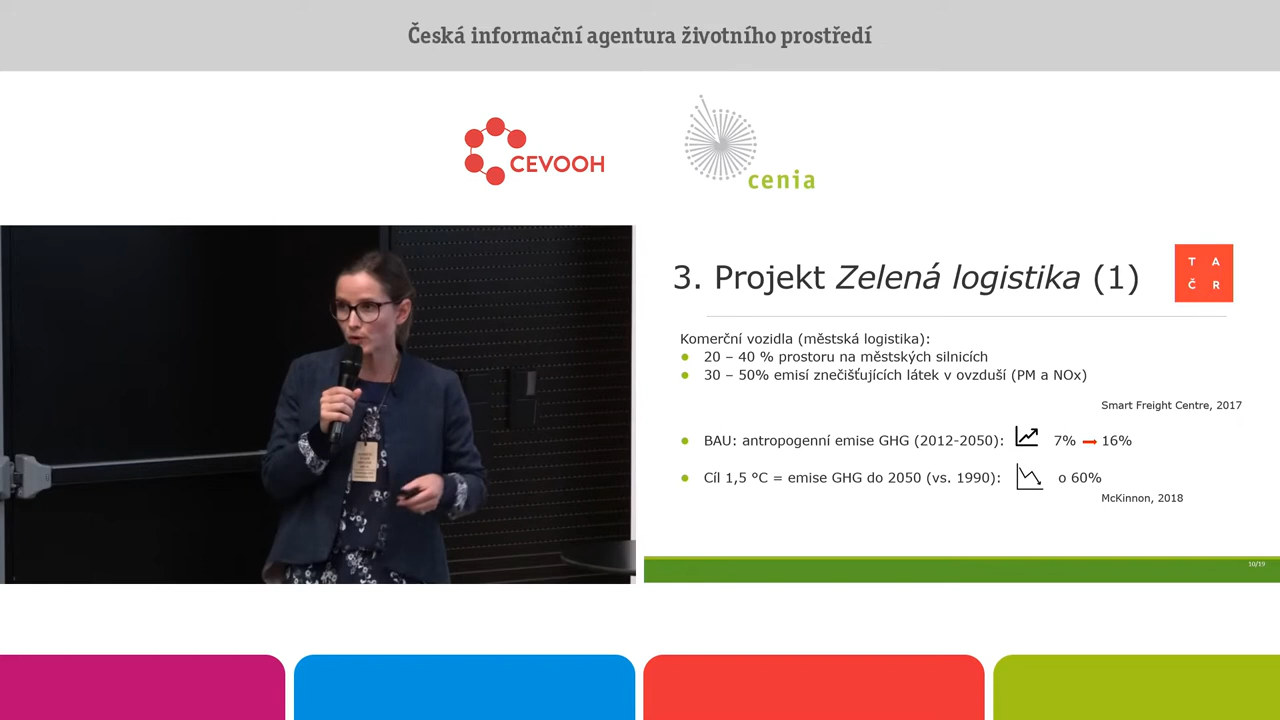 Česká informační agentura životního prostředí
CEVOOH
cenia
3. Projekt Zelená logistika (1)
T A
Č R
Komerční vozidla (městská logistika):
20 – 40 % prostoru na městských silnicích
30 – 50% emisí znečišťujících látek v ovzduší (PM a NOx)
Smart Freight Centre, 2017
BAU: antropogenní emise GHG (2012-2050): 7% 16%
Cíl 1,5 °C = emise GHG do 2050 (vs. 1990): o 60%
McKinnon, 2018
10/19